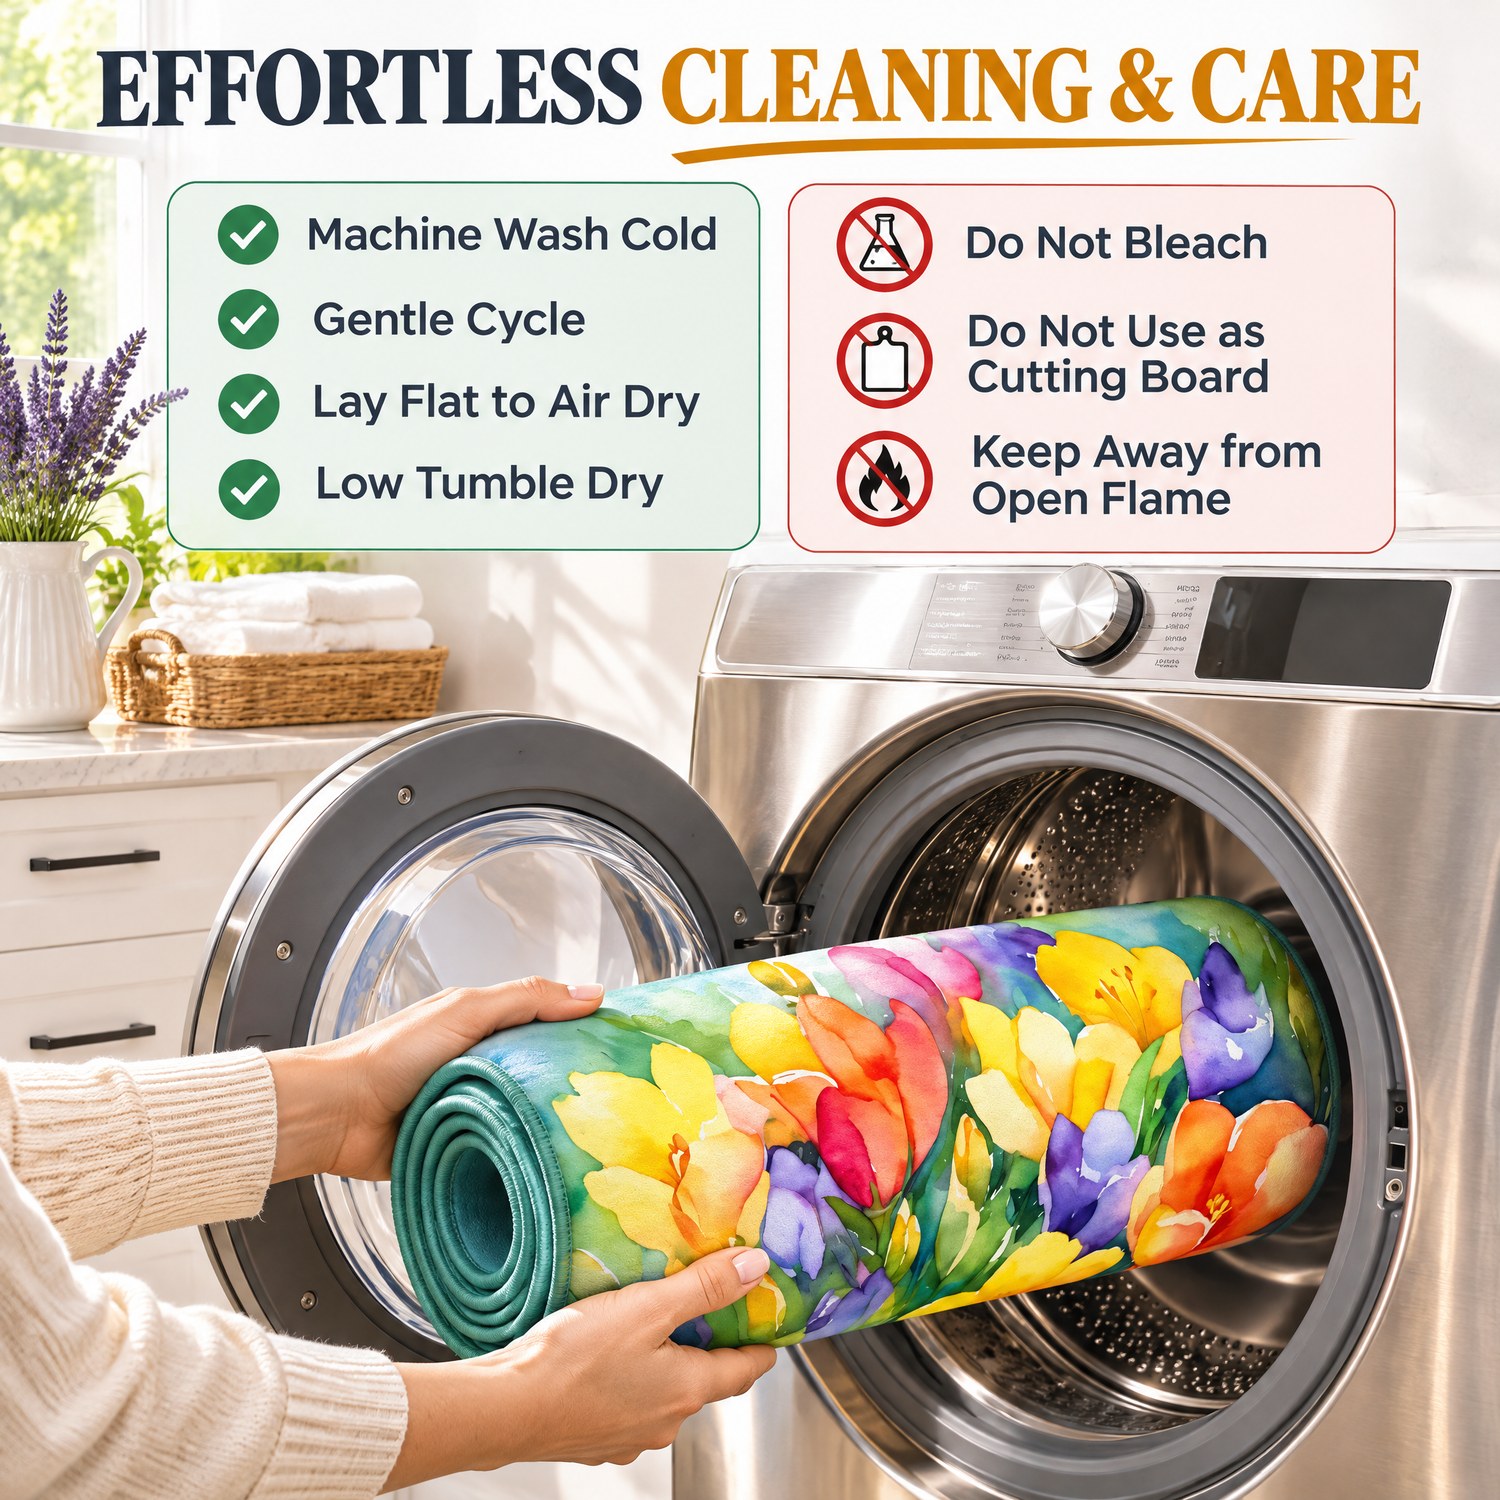 EFFORTLESS CLEANING & CARE
Machine Wash Cold
Gentle Cycle
Lay Flat to Air Dry
Low Tumble Dry
Do Not Bleach
Do Not Use as
Cutting Board
Keep Away from
Open Flame